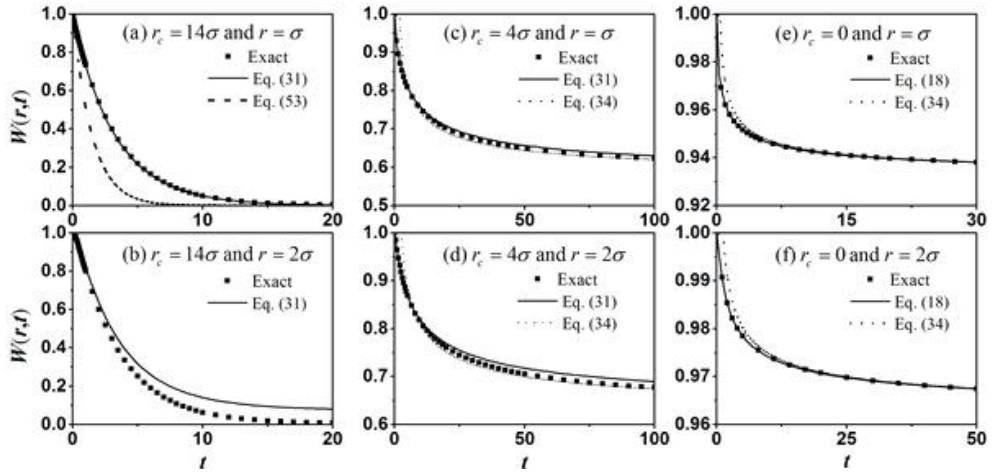 W(r,t)
1.0
0.8
0.6
0.4
0.2
0.0
0
10
20
(a) r_c = 14σ and r = σ
Exact
Eq. (31)
Eq. (53)
1.0
0.9
0.8
0.7
0.6
0.5
0
50
100
(c) r_c = 4σ and r = σ
Exact
Eq. (31)
Eq. (34)
1.00
0.98
0.96
0.94
0.92
0
15
30
(e) r_c = 0 and r = σ
Exact
Eq. (18)
Eq. (34)
W(r,t)
1.0
0.8
0.6
0.4
0.2
0.0
0
10
20
t
(b) r_c = 14σ and r = 2σ
Exact
Eq. (31)
1.0
0.9
0.8
0.7
0.6
0
50
100
t
(d) r_c = 4σ and r = 2σ
Exact
Eq. (31)
Eq. (34)
1.00
0.99
0.98
0.97
0.96
0
25
50
t
(f) r_c = 0 and r = 2σ
Exact
Eq. (18)
Eq. (34)